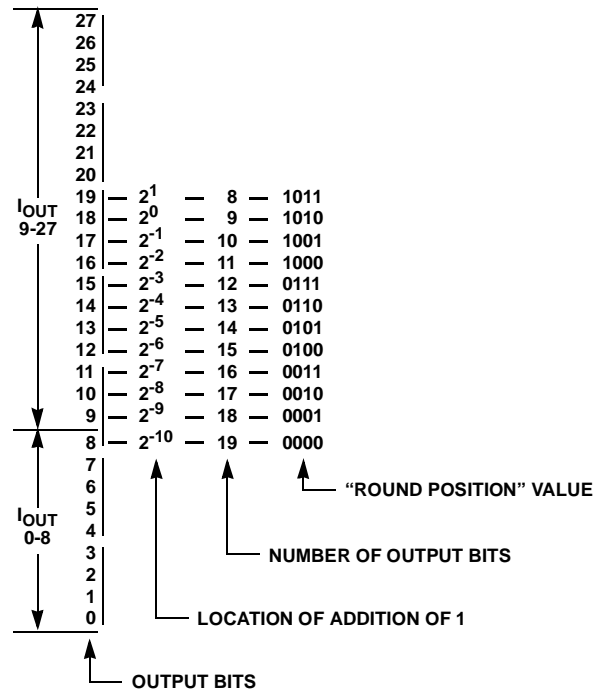 27
26
25
24
23
22
21
20
19 — 2^1 — 8 — 1011
I_OUT 18 — 2^0 — 9 — 1010
9-27 17 — 2^-1 — 10 — 1001
16 — 2^-2 — 11 — 1000
15 — 2^-3 — 12 — 0111
14 — 2^-4 — 13 — 0110
13 — 2^-5 — 14 — 0101
12 — 2^-6 — 15 — 0100
11 — 2^-7 — 16 — 0011
10 — 2^-8 — 17 — 0010
9 — 2^-9 — 18 — 0001
8 — 2^-10 — 19 — 0000
7
6
"ROUND POSITION" VALUE
I_OUT 5
0-8 4
3
NUMBER OF OUTPUT BITS
2
1
0
LOCATION OF ADDITION OF 1
OUTPUT BITS